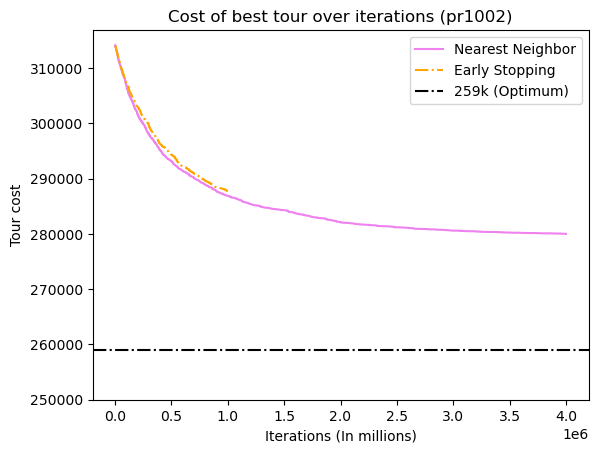 Cost of best tour over iterations (pr1002)
Nearest Neighbor
Early Stopping
259k (Optimum)
Tour cost
310000
300000
290000
280000
270000
260000
250000
0.0 0.5 1.0 1.5 2.0 2.5 3.0 3.5 4.0
1e6
Iterations (In millions)